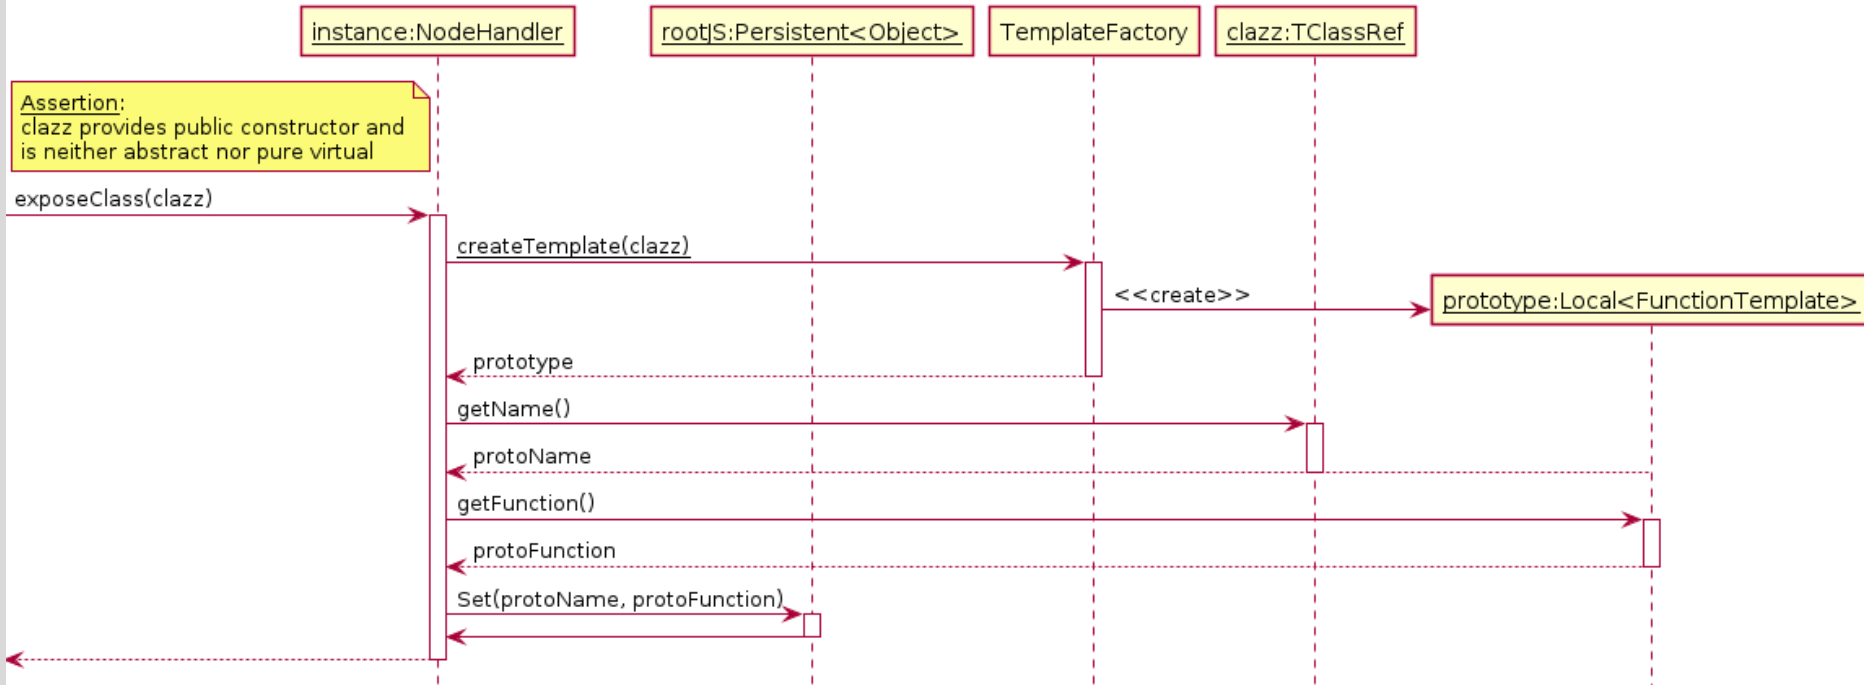 instance:NodeHandler
rootJS:Persistent<Object>
TemplateFactory
clazz:TClassRef
Assertion:
clazz provides public constructor and
is neither abstract nor pure virtual
exposeClass(clazz)
createTemplate(clazz)
<<create>>
prototype:Local<FunctionTemplate>
prototype
getName()
protoName
getFunction()
protoFunction
Set(protoName, protoFunction)